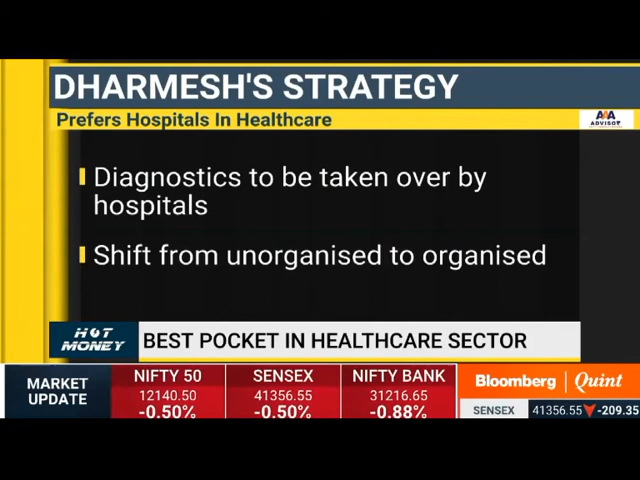 DHARMESH'S STRATEGY
Prefers Hospitals In Healthcare
AAA
ADVISOR
Diagnostics to be taken over by
hospitals
Shift from unorganised to organised
HOT
MONEY
BEST POCKET IN HEALTHCARE SECTOR
MARKET
UPDATE
NIFTY 50
12140.50
-0.50%
SENSEX
41356.55
-0.50%
NIFTY BANK
31216.65
-0.88%
Bloomberg | Quint
SENSEX 41356.55 -209.35